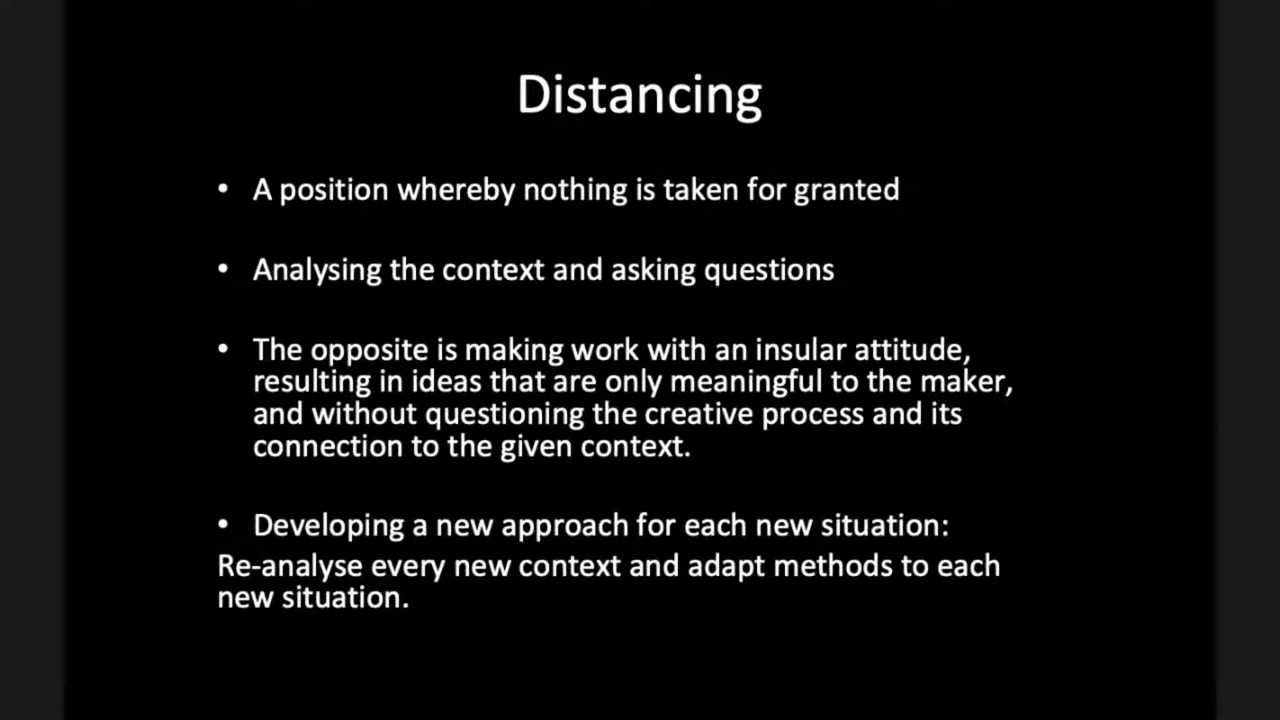 Distancing
• A position whereby nothing is taken for granted
• Analysing the context and asking questions
• The opposite is making work with an insular attitude,
resulting in ideas that are only meaningful to the maker,
and without questioning the creative process and its
connection to the given context.
• Developing a new approach for each new situation:
Re-analyse every new context and adapt methods to each
new situation.